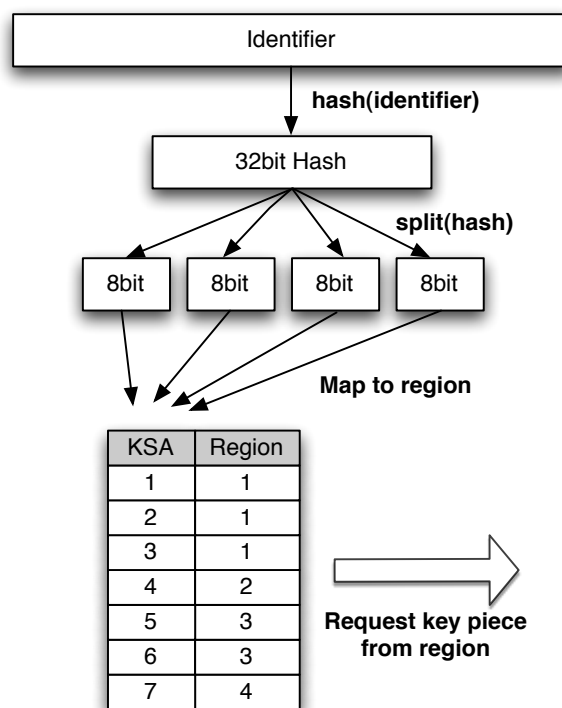 Identifier
hash(identifier)
32bit Hash
split(hash)
8bit 8bit 8bit 8bit
Map to region
KSA Region
1 1
2 1
3 1
4 2
5 3
6 3
7 4
Request key piece
from region